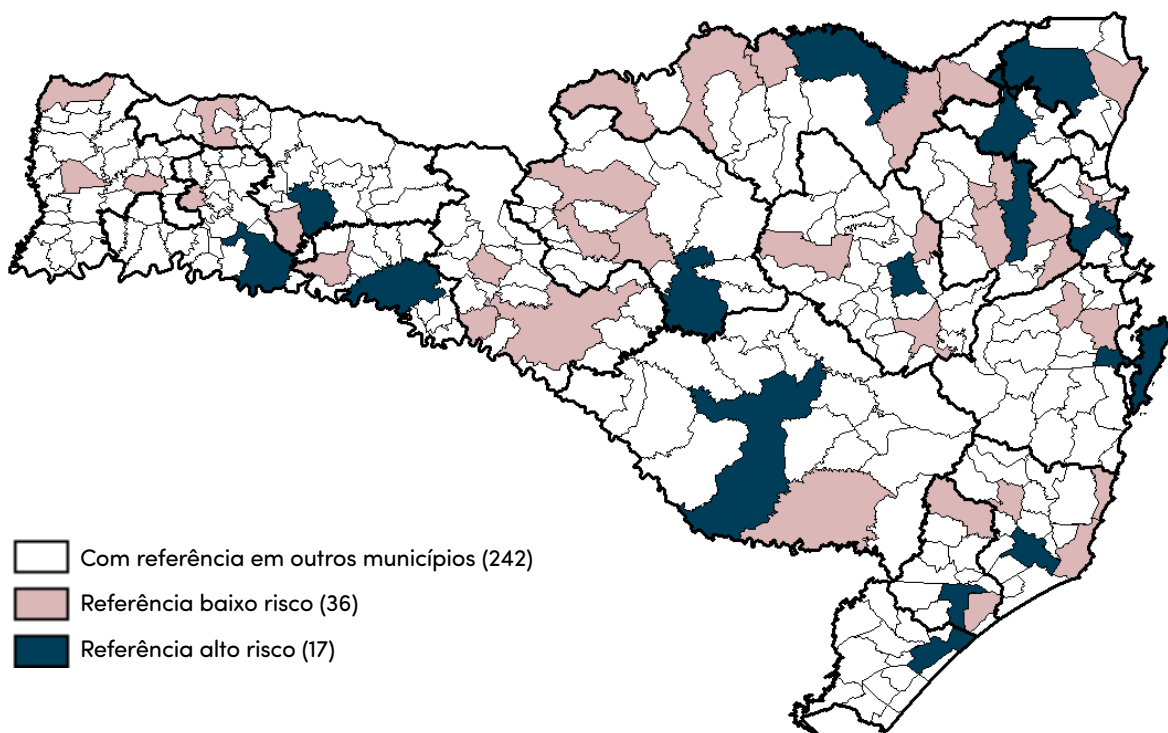 Com referência em outros municípios (242)
Referência baixo risco (36)
Referência alto risco (17)